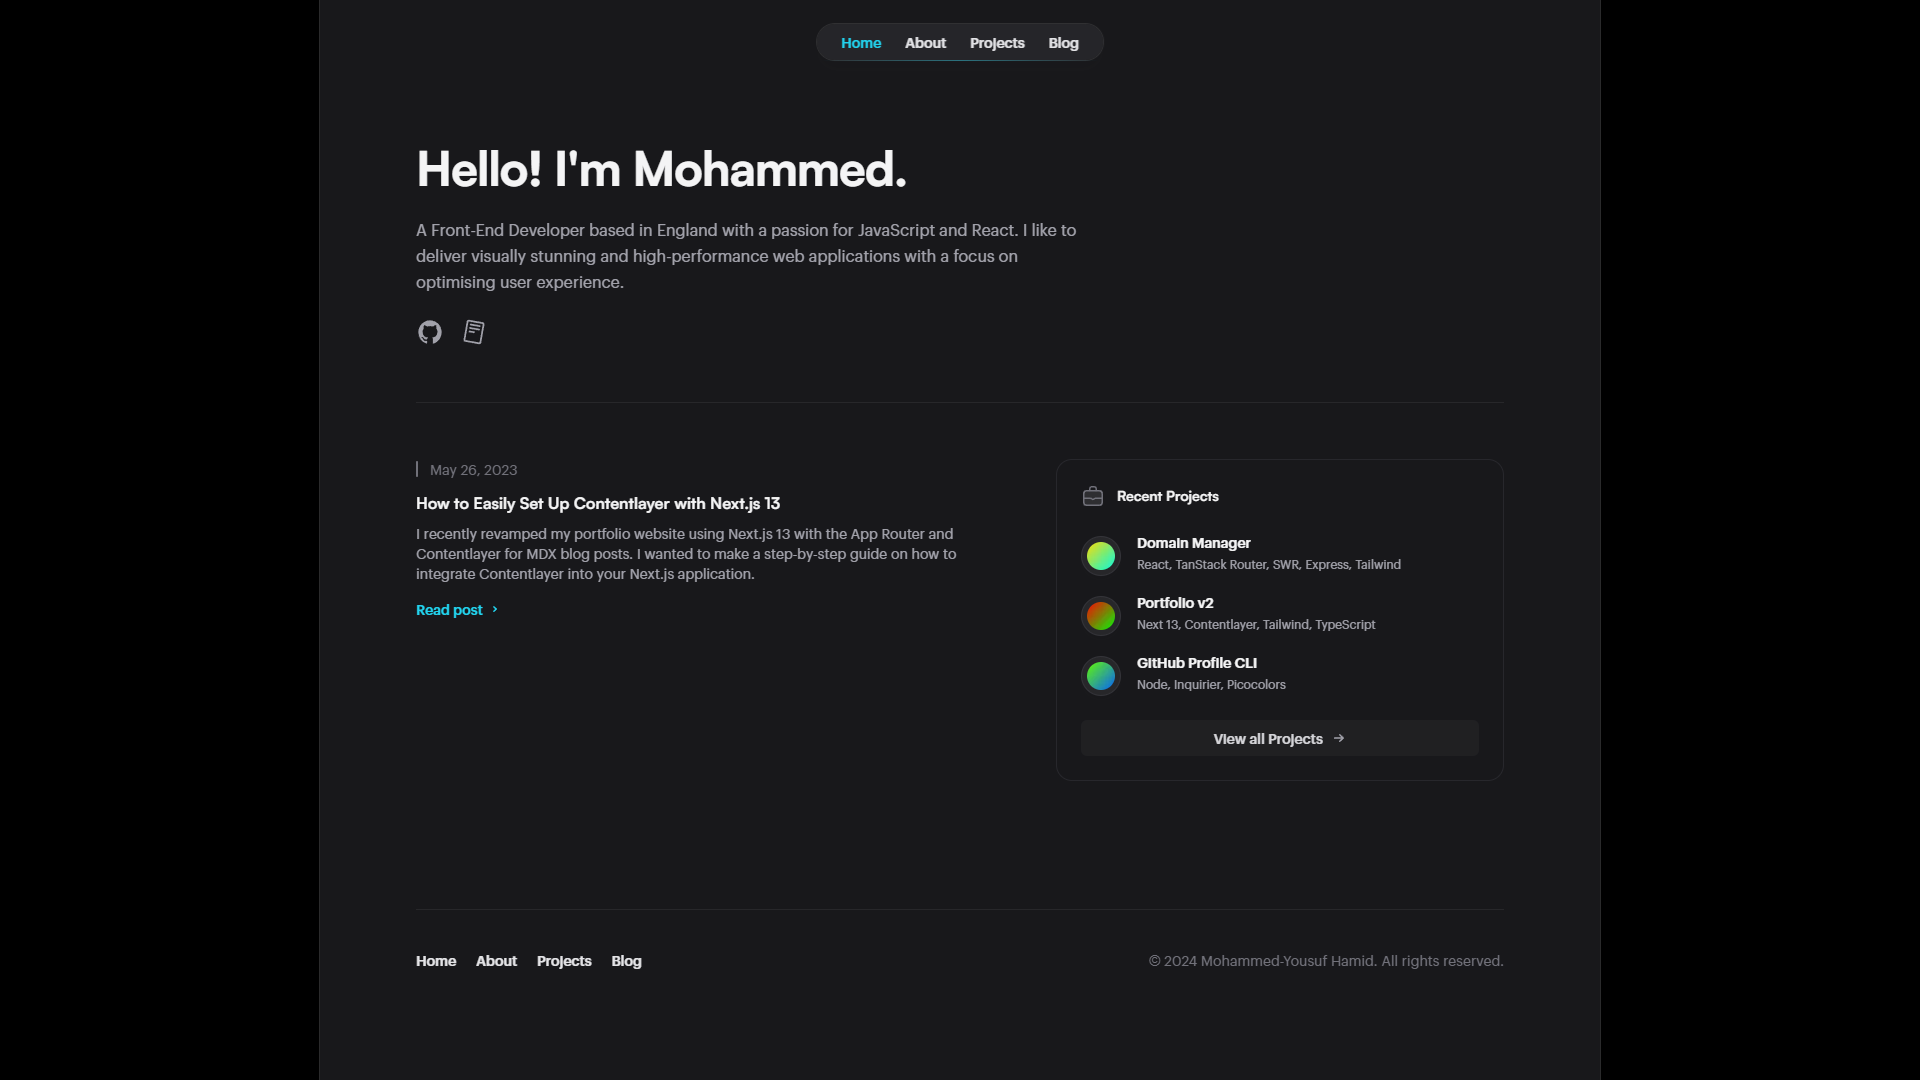 Home About Projects Blog
Hello! I'm Mohammed.
A Front-End Developer based in England with a passion for JavaScript and React. I like to
deliver visually stunning and high-performance web applications with a focus on
optimising user experience.
May 26, 2023
How to Easily Set Up Contentlayer with Next.js 13
I recently revamped my portfolio website using Next.js 13 with the App Router and
Contentlayer for MDX blog posts. I wanted to make a step-by-step guide on how to
integrate Contentlayer into your Next.js application.
Read post
Recent Projects
Domain Manager
React, TanStack Router, SWR, Express, Tailwind
Portfolio v2
Next 13, Contentlayer, Tailwind, TypeScript
GitHub Profile CLI
Node, Inquirier, Picocolors
View all Projects
Home About Projects Blog
© 2024 Mohammed-Yousuf Hamid. All rights reserved.